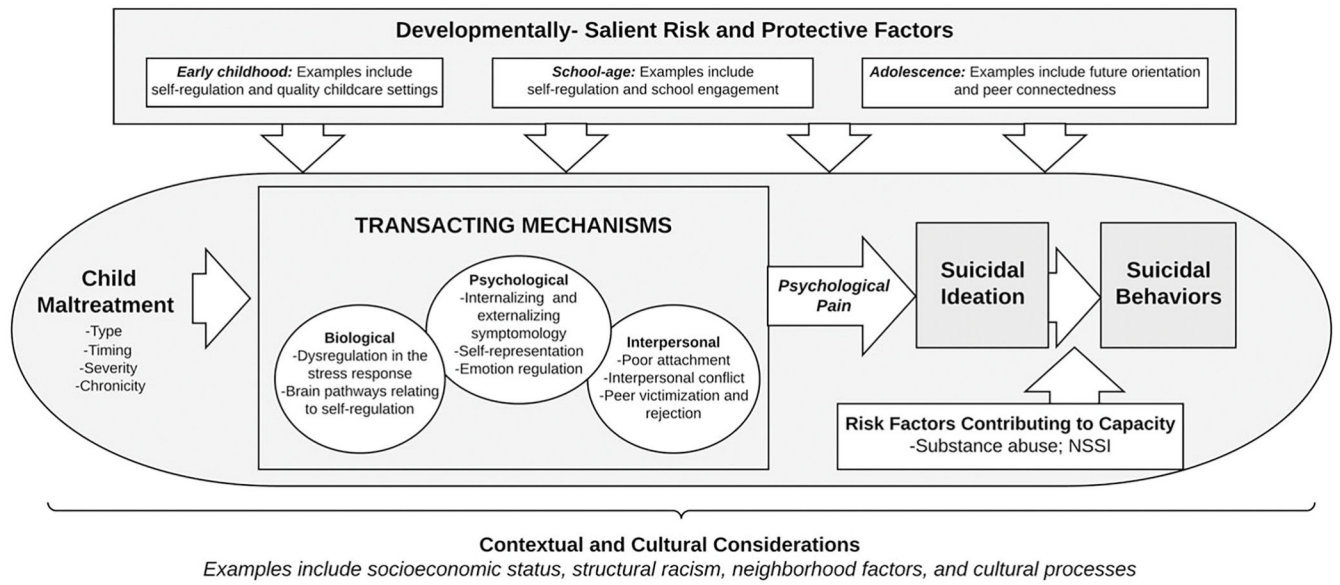 Developmentally- Salient Risk and Protective Factors
Early childhood: Examples include
self-regulation and quality childcare settings
School-age: Examples include
self-regulation and school engagement
Adolescence: Examples include future orientation
and peer connectedness
TRANSACTING MECHANISMS
Child
Maltreatment
-Type
-Timing
-Severity
-Chronicity
Biological
-Dysregulation in the
stress response
-Brain pathways relating
to self-regulation
Psychological
-Internalizing and
externalizing
symptomology
-Self-representation
-Emotion regulation
Interpersonal
-Poor attachment
-Interpersonal conflict
-Peer victimization and
rejection
Psychological
Pain
Suicidal
Ideation
Suicidal
Behaviors
Risk Factors Contributing to Capacity
-Substance abuse; NSSI
Contextual and Cultural Considerations
Examples include socioeconomic status, structural racism, neighborhood factors, and cultural processes